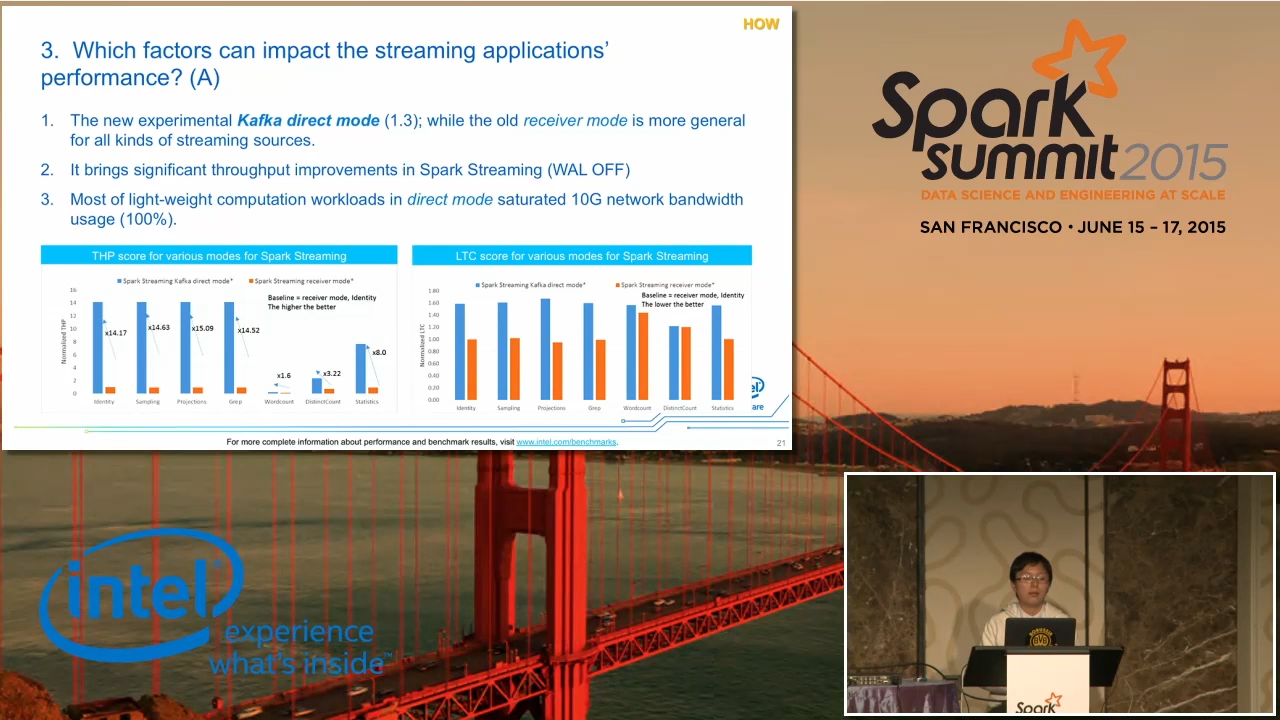 HOW
3. Which factors can impact the streaming applications'
performance? (A)
1. The new experimental Kafka direct mode (1.3); while the old receiver mode is more general
for all kinds of streaming sources.
2. It brings significant throughput improvements in Spark Streaming (WAL OFF)
3. Most of light-weight computation workloads in direct mode saturated 10G network bandwidth
usage (100%).
THP score for various modes for Spark Streaming
Spark Streaming Kafka direct mode* Spark Streaming receiver mode*
Baseline = receiver mode, Identity
The higher the better
Normalized THP
16
14
12
10
8
6
4
2
0
x14.17
x14.63
x15.09
x14.52
x1.6
x3.22
x8.0
Identity Sampling Projections Grep Wordcount DistinctCount Statistics
LTC score for various modes for Spark Streaming
Spark Streaming Kafka direct mode* Spark Streaming receiver mode*
Baseline = receiver mode, Identity
The lower the better
Normalized LTC
1.80
1.60
1.40
1.20
1.00
0.80
0.60
0.40
0.20
0.00
Identity Sampling Projections Grep Wordcount DistinctCount Statistics
For more complete information about performance and benchmark results, visit www.intel.com/benchmarks.
21
Spark
summit 2015
DATA SCIENCE AND ENGINEERING AT SCALE
SAN FRANCISCO • JUNE 15 – 17, 2015
intel®
experience
what's inside™
Spark